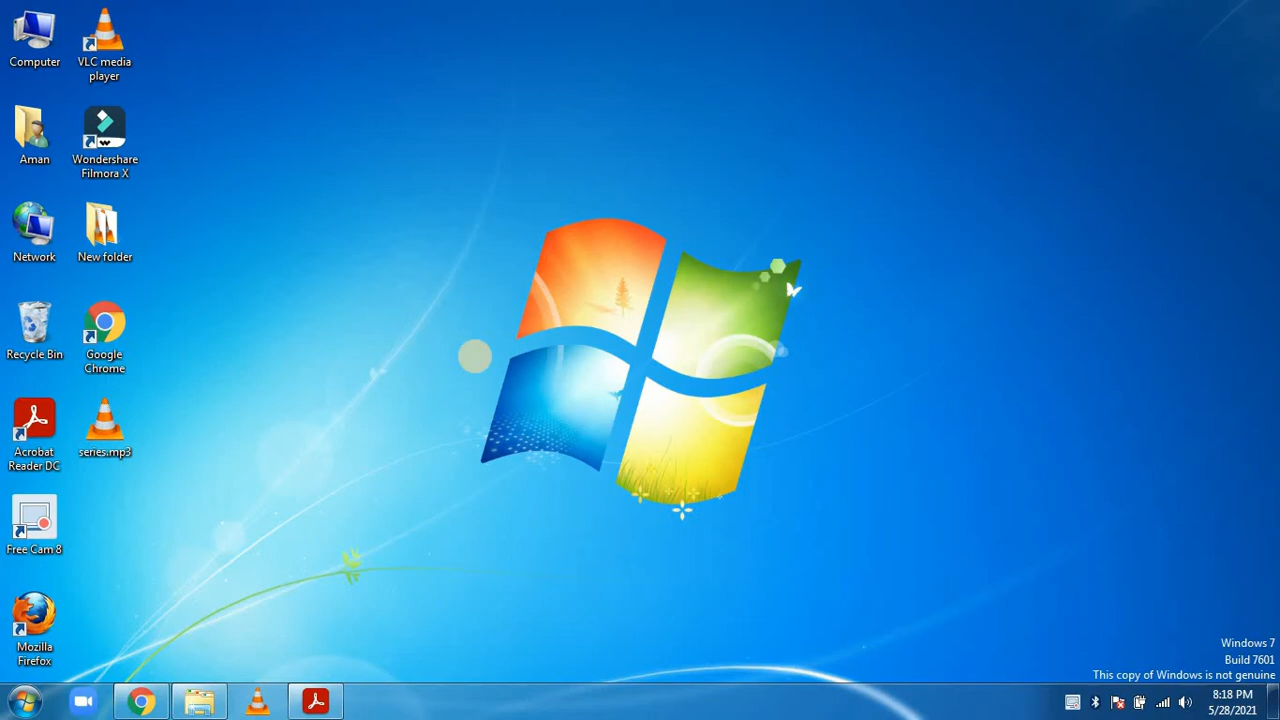 Computer
VLC media
player
Aman
Wondershare
Filmora X
Network
New folder
Recycle Bin
Google
Chrome
Acrobat
Reader DC
series.mp3
Free Cam 8
Mozilla
Firefox
Windows 7
Build 7601
This copy of Windows is not genuine
8:18 PM
5/28/2021